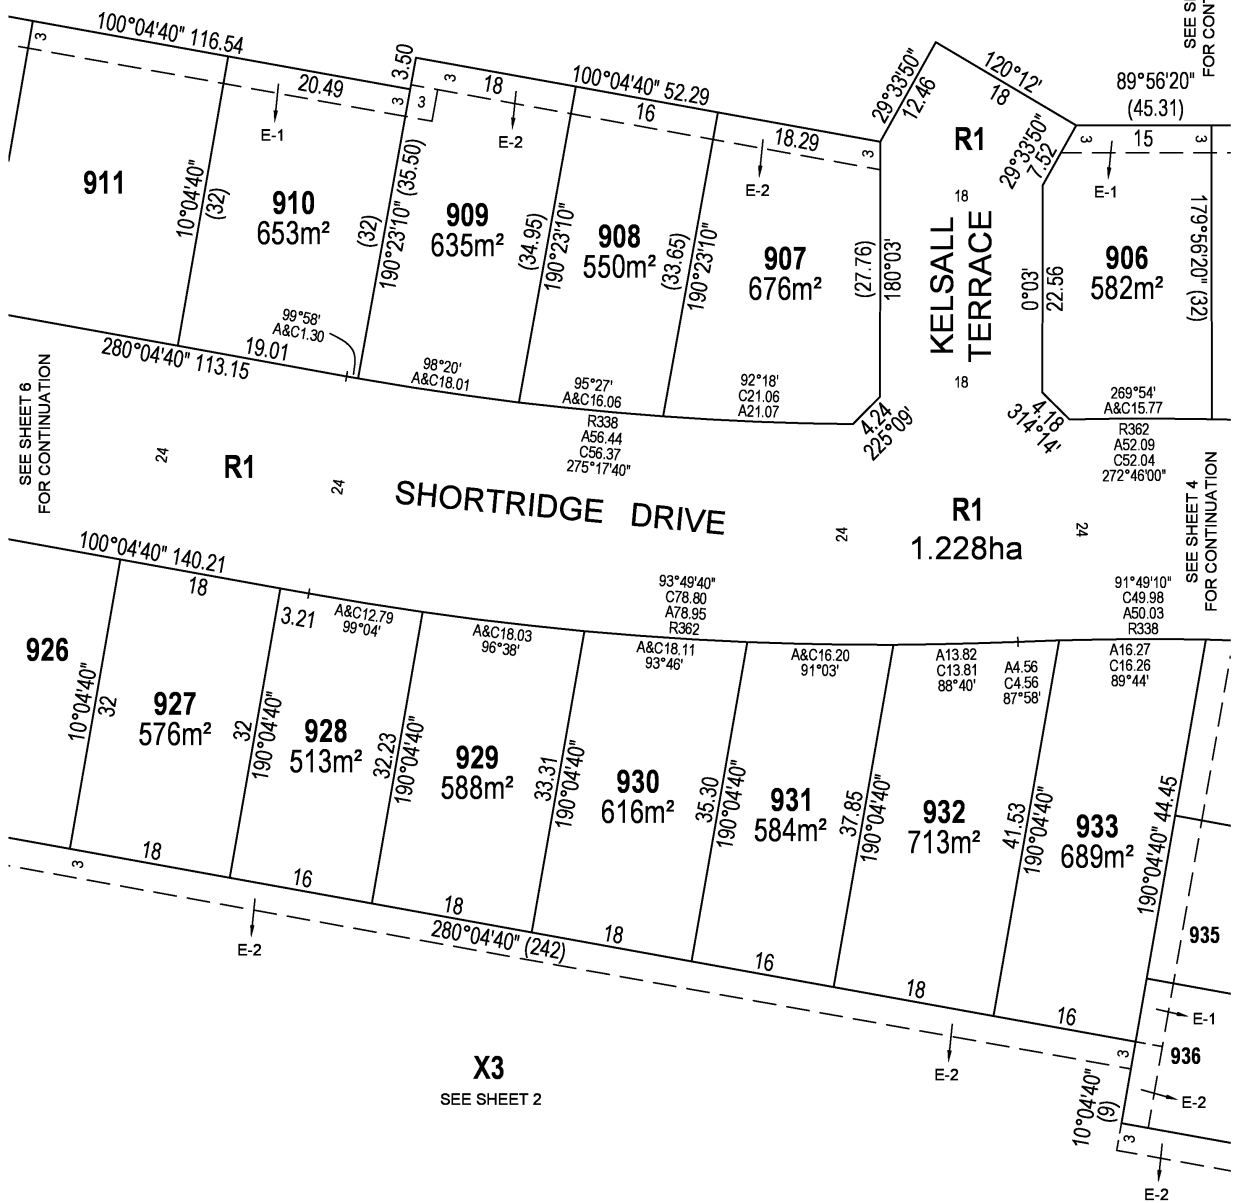 SEE S
FOR CONT
100°04'40" 116.54
3
20.49
3.50
3
3
3
18
100°04'40" 52.29
16
18.29
3
29°33'50"
12.46
120°12'
18
89°56'20"
(45.31)
3
15
3
E-1
E-2
E-2
R1
29°33'50"
7.52
E-1
911
10°04'40"
(32)
910
653m²
(32)
190°23'10" (35.50)
909
635m²
(34.95)
190°23'10"
908
550m²
(33.65)
190°23'10"
907
676m²
(27.76)
180°03'
18
KELSALL
TERRACE
18
0°03'
22.56
906
582m²
179°56'20" (32)
99°58'
A&C1.30
280°04'40" 113.15
19.01
98°20'
A&C18.01
95°27'
A&C16.06
92°18'
C21.06
A21.07
4.24
225°09'
4.18
314°14'
269°54'
A&C15.77
R338
A56.44
C56.37
275°17'40"
R362
A52.09
C52.04
272°46'00"
SEE SHEET 6
FOR CONTINUATION
24
R1
24
SHORTRIDGE DRIVE
24
R1
1.228ha
24
SEE SHEET 4
FOR CONTINUATION
100°04'40" 140.21
18
3.21
A&C12.79
99°04'
A&C18.03
96°38'
93°49'40"
C78.80
A78.95
R362
A&C18.11
93°46'
A&C16.20
91°03'
A13.82
C13.81
88°40'
A4.56
C4.56
87°58'
91°49'10"
C49.98
A50.03
R338
A16.27
C16.26
89°44'
926
10°04'40"
32
927
576m²
32
190°04'40"
928
513m²
32.23
190°04'40"
929
588m²
33.31
190°04'40"
930
616m²
35.30
190°04'40"
931
584m²
37.85
190°04'40"
932
713m²
41.53
190°04'40"
933
689m²
190°04'40" 44.45
935
3
18
16
18
280°04'40" (242)
18
16
18
16
E-2
E-2
E-1
936
3
E-2
10°04'40"
(9)
3
E-2
X3
SEE SHEET 2